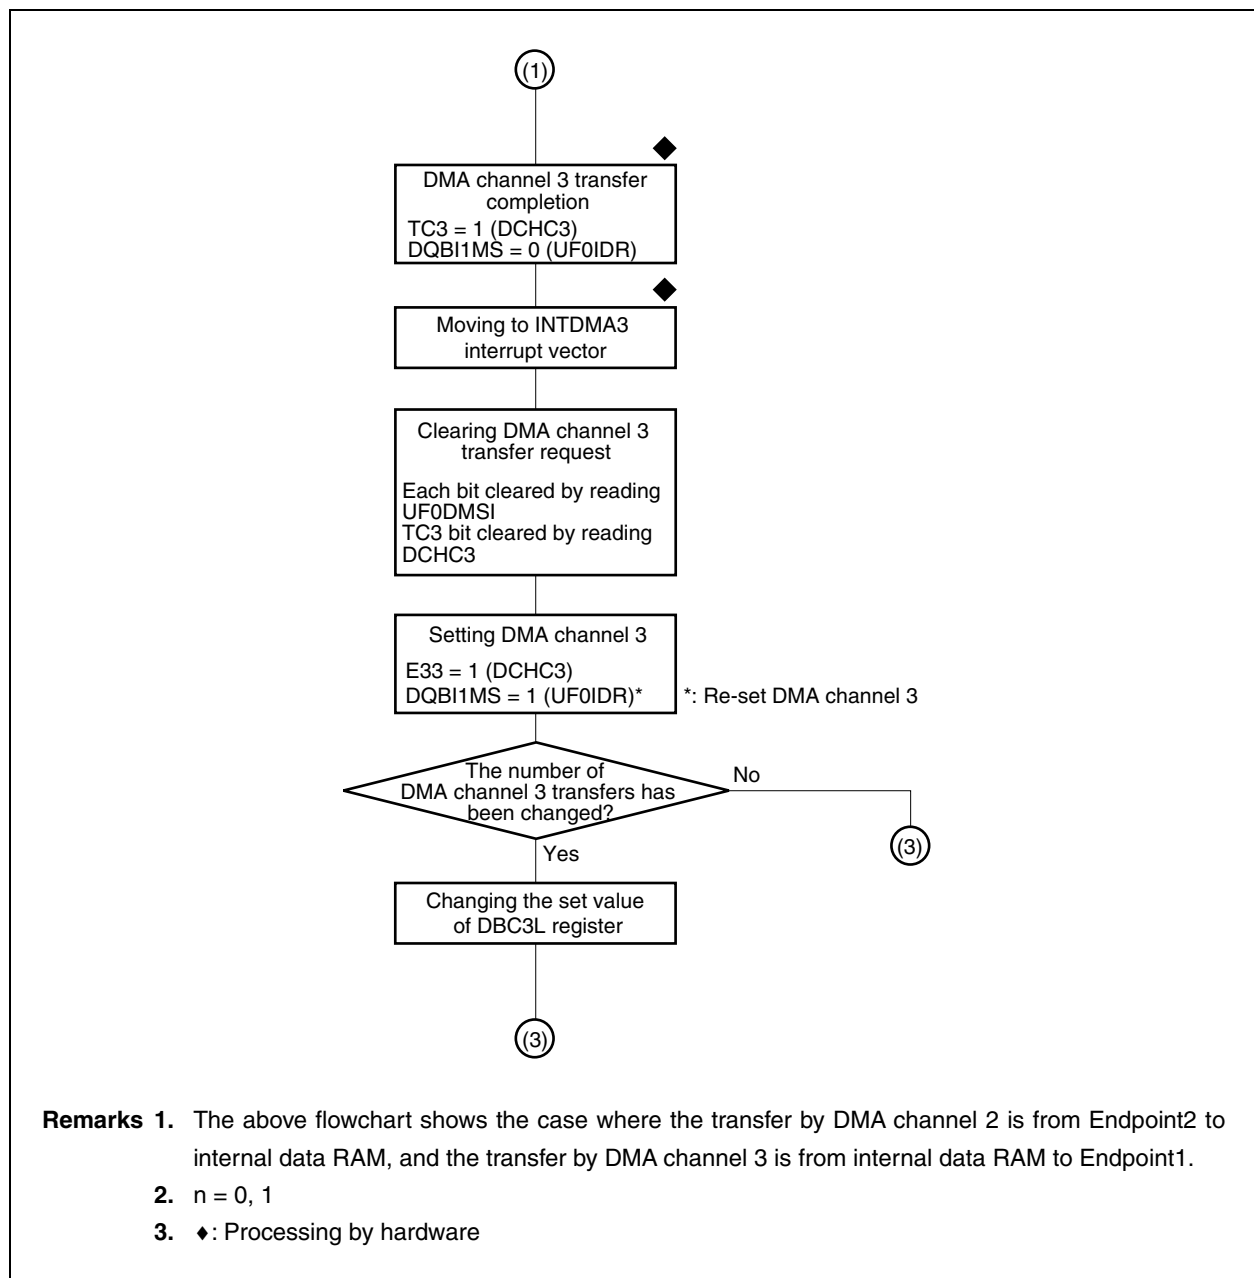 (1)
DMA channel 3 transfer
completion
TC3 = 1 (DCHC3)
DQBI1MS = 0 (UF0IDR)
Moving to INTDMA3
interrupt vector
Clearing DMA channel 3
transfer request
Each bit cleared by reading
UF0DMSI
TC3 bit cleared by reading
DCHC3
Setting DMA channel 3
E33 = 1 (DCHC3)
DQBI1MS = 1 (UF0IDR)* *: Re-set DMA channel 3
The number of
DMA channel 3 transfers has
been changed?
No
(3)
Yes
Changing the set value
of DBC3L register
(3)
Remarks 1. The above flowchart shows the case where the transfer by DMA channel 2 is from Endpoint2 to
internal data RAM, and the transfer by DMA channel 3 is from internal data RAM to Endpoint1.
2. n = 0, 1
3. ♦: Processing by hardware